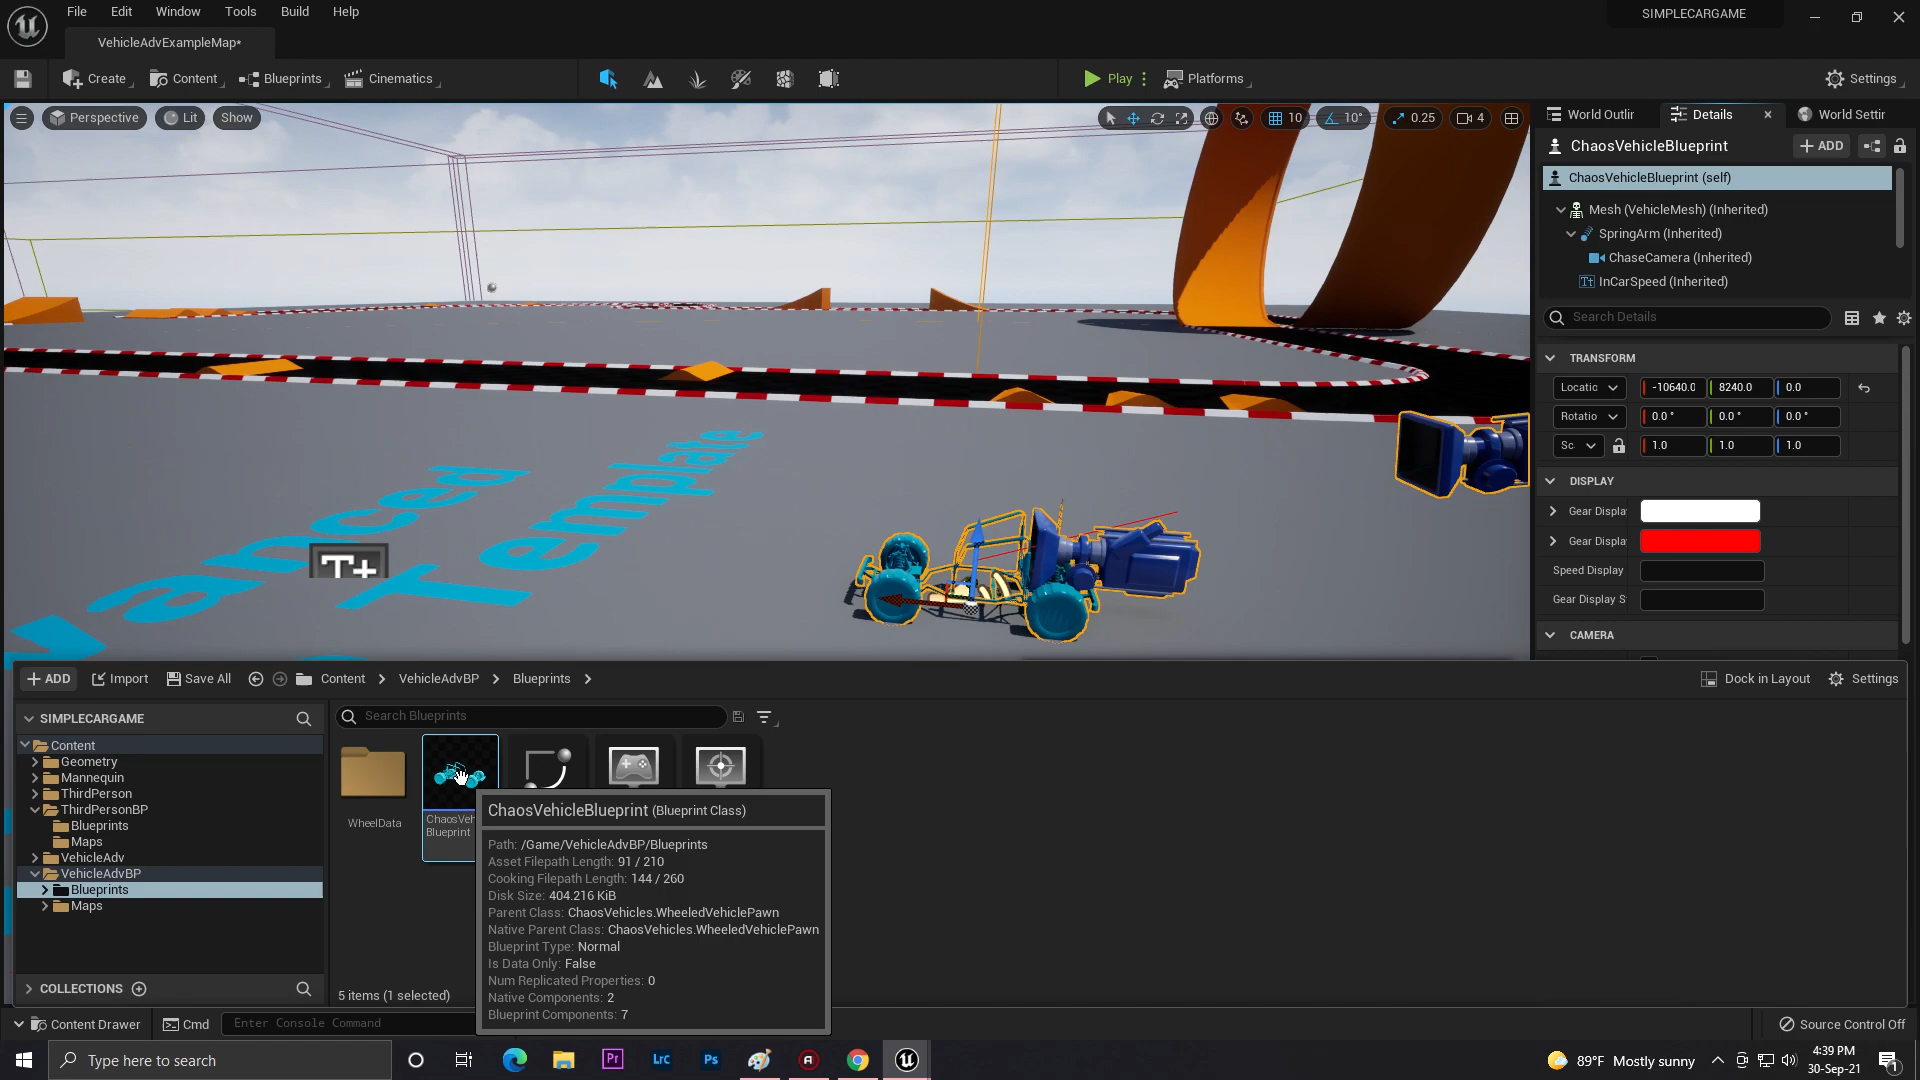 File Edit Window Tools Build Help
SIMPLECARGAME
VehicleAdvExampleMap*
Create Content Blueprints Cinematics
Play Platforms
Settings
Perspective Lit Show
10 10° 0.25 4
World Outlir Details World Settir
ChaosVehicleBlueprint
ADD
ChaosVehicleBlueprint (self)
Mesh (VehicleMesh) (Inherited)
SpringArm (Inherited)
ChaseCamera (Inherited)
InCarSpeed (Inherited)
Search Details
TRANSFORM
Locatic -10640.0 8240.0 0.0
Rotatio 0.0° 0.0° 0.0°
Sc 1.0 1.0 1.0
DISPLAY
Gear Displa
Gear Displa
Speed Display
Gear Display S
CAMERA
vanced
Template
T+
ADD Import Save All Content VehicleAdvBP Blueprints
Dock in Layout Settings
SIMPLECARGAME
Content
Geometry
Mannequin
ThirdPerson
ThirdPersonBP
Blueprints
Maps
VehicleAdv
VehicleAdvBP
Blueprints
Maps
COLLECTIONS
Search Blueprints
WheelData
ChaosVeh
Blueprint
ChaosVehicleBlueprint (Blueprint Class)
Path: /Game/VehicleAdvBP/Blueprints
Asset Filepath Length: 91 / 210
Cooking Filepath Length: 144 / 260
Disk Size: 404.216 KiB
Parent Class: ChaosVehicles.WheeledVehiclePawn
Native Parent Class: ChaosVehicles.WheeledVehiclePawn
Blueprint Type: Normal
Is Data Only: False
Num Replicated Properties: 0
Native Components: 2
Blueprint Components: 7
5 items (1 selected)
Content Drawer Cmd Enter Console Command
Source Control Off
Type here to search
Pr Lrc Ps
89°F Mostly sunny
4:39 PM
30-Sep-21
1